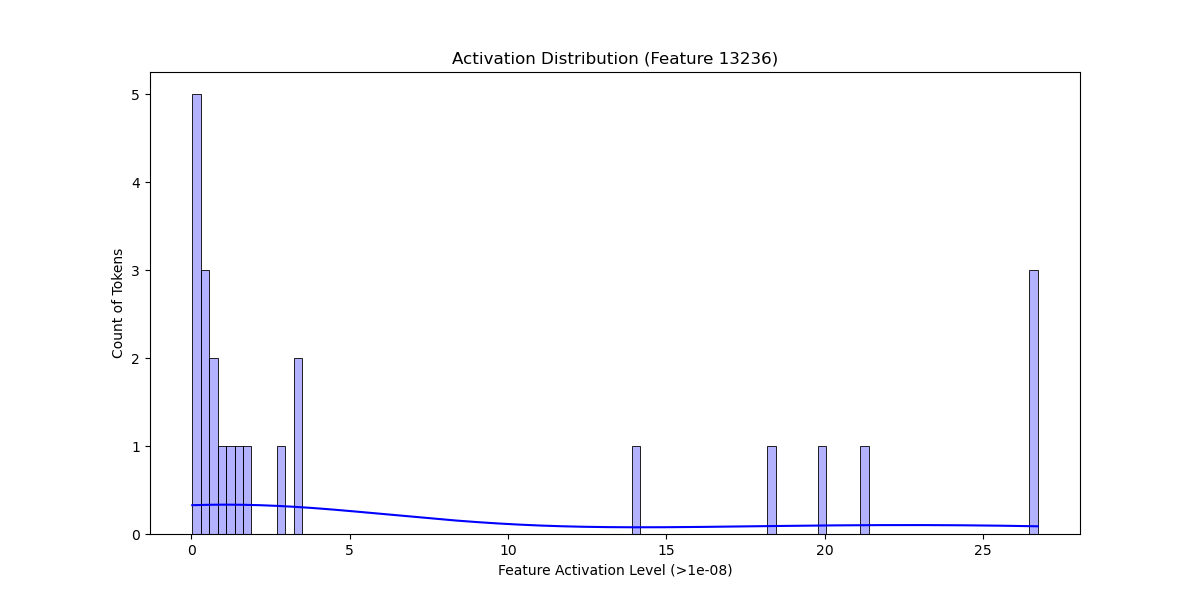 Activation Distribution (Feature 13236)
5
4
3
2
1
0
Count of Tokens
0 5 10 15 20 25
Feature Activation Level (>1e-08)